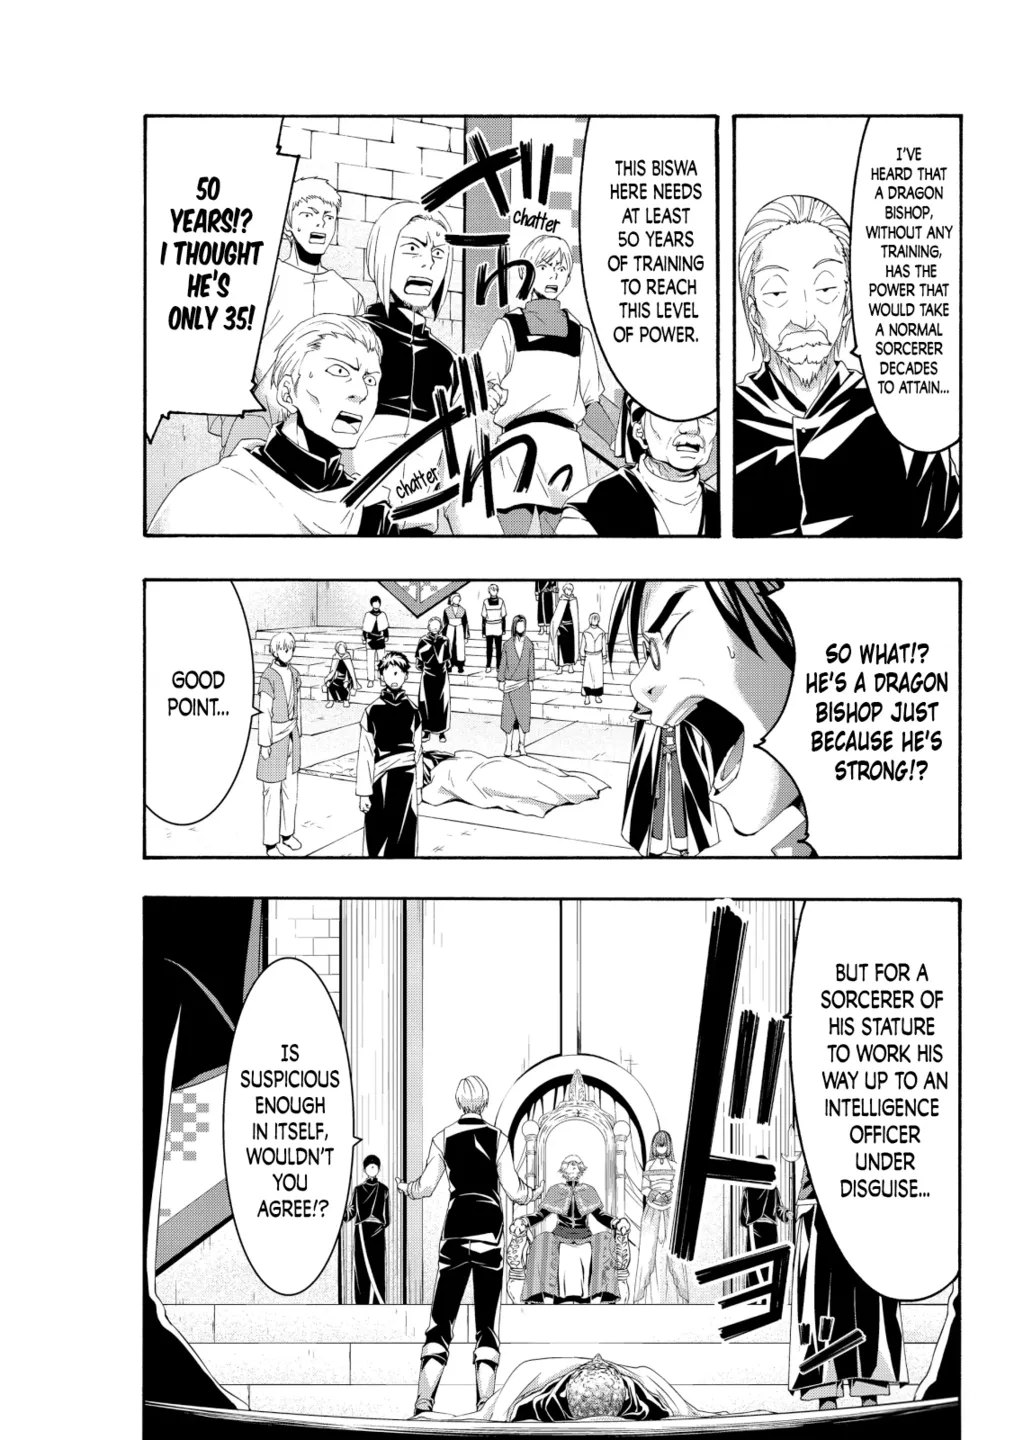 I'VE
HEARD THAT
A DRAGON
BISHOP,
WITHOUT ANY
TRAINING,
HAS THE
POWER THAT
WOULD TAKE
A NORMAL
SORCERER
DECADES
TO ATTAIN...
THIS BISWA
HERE NEEDS
AT LEAST
50 YEARS
OF TRAINING
TO REACH
THIS LEVEL
OF POWER.
chatter
chatter
50
YEARS!?
I THOUGHT
HE'S
ONLY 35!
SO WHAT!?
HE'S A DRAGON
BISHOP JUST
BECAUSE HE'S
STRONG!?
GOOD
POINT...
BUT FOR A
SORCERER OF
HIS STATURE
TO WORK HIS
WAY UP TO AN
INTELLIGENCE
OFFICER
UNDER
DISGUISE...
IS
SUSPICIOUS
ENOUGH
IN ITSELF,
WOULDN'T
YOU
AGREE!?